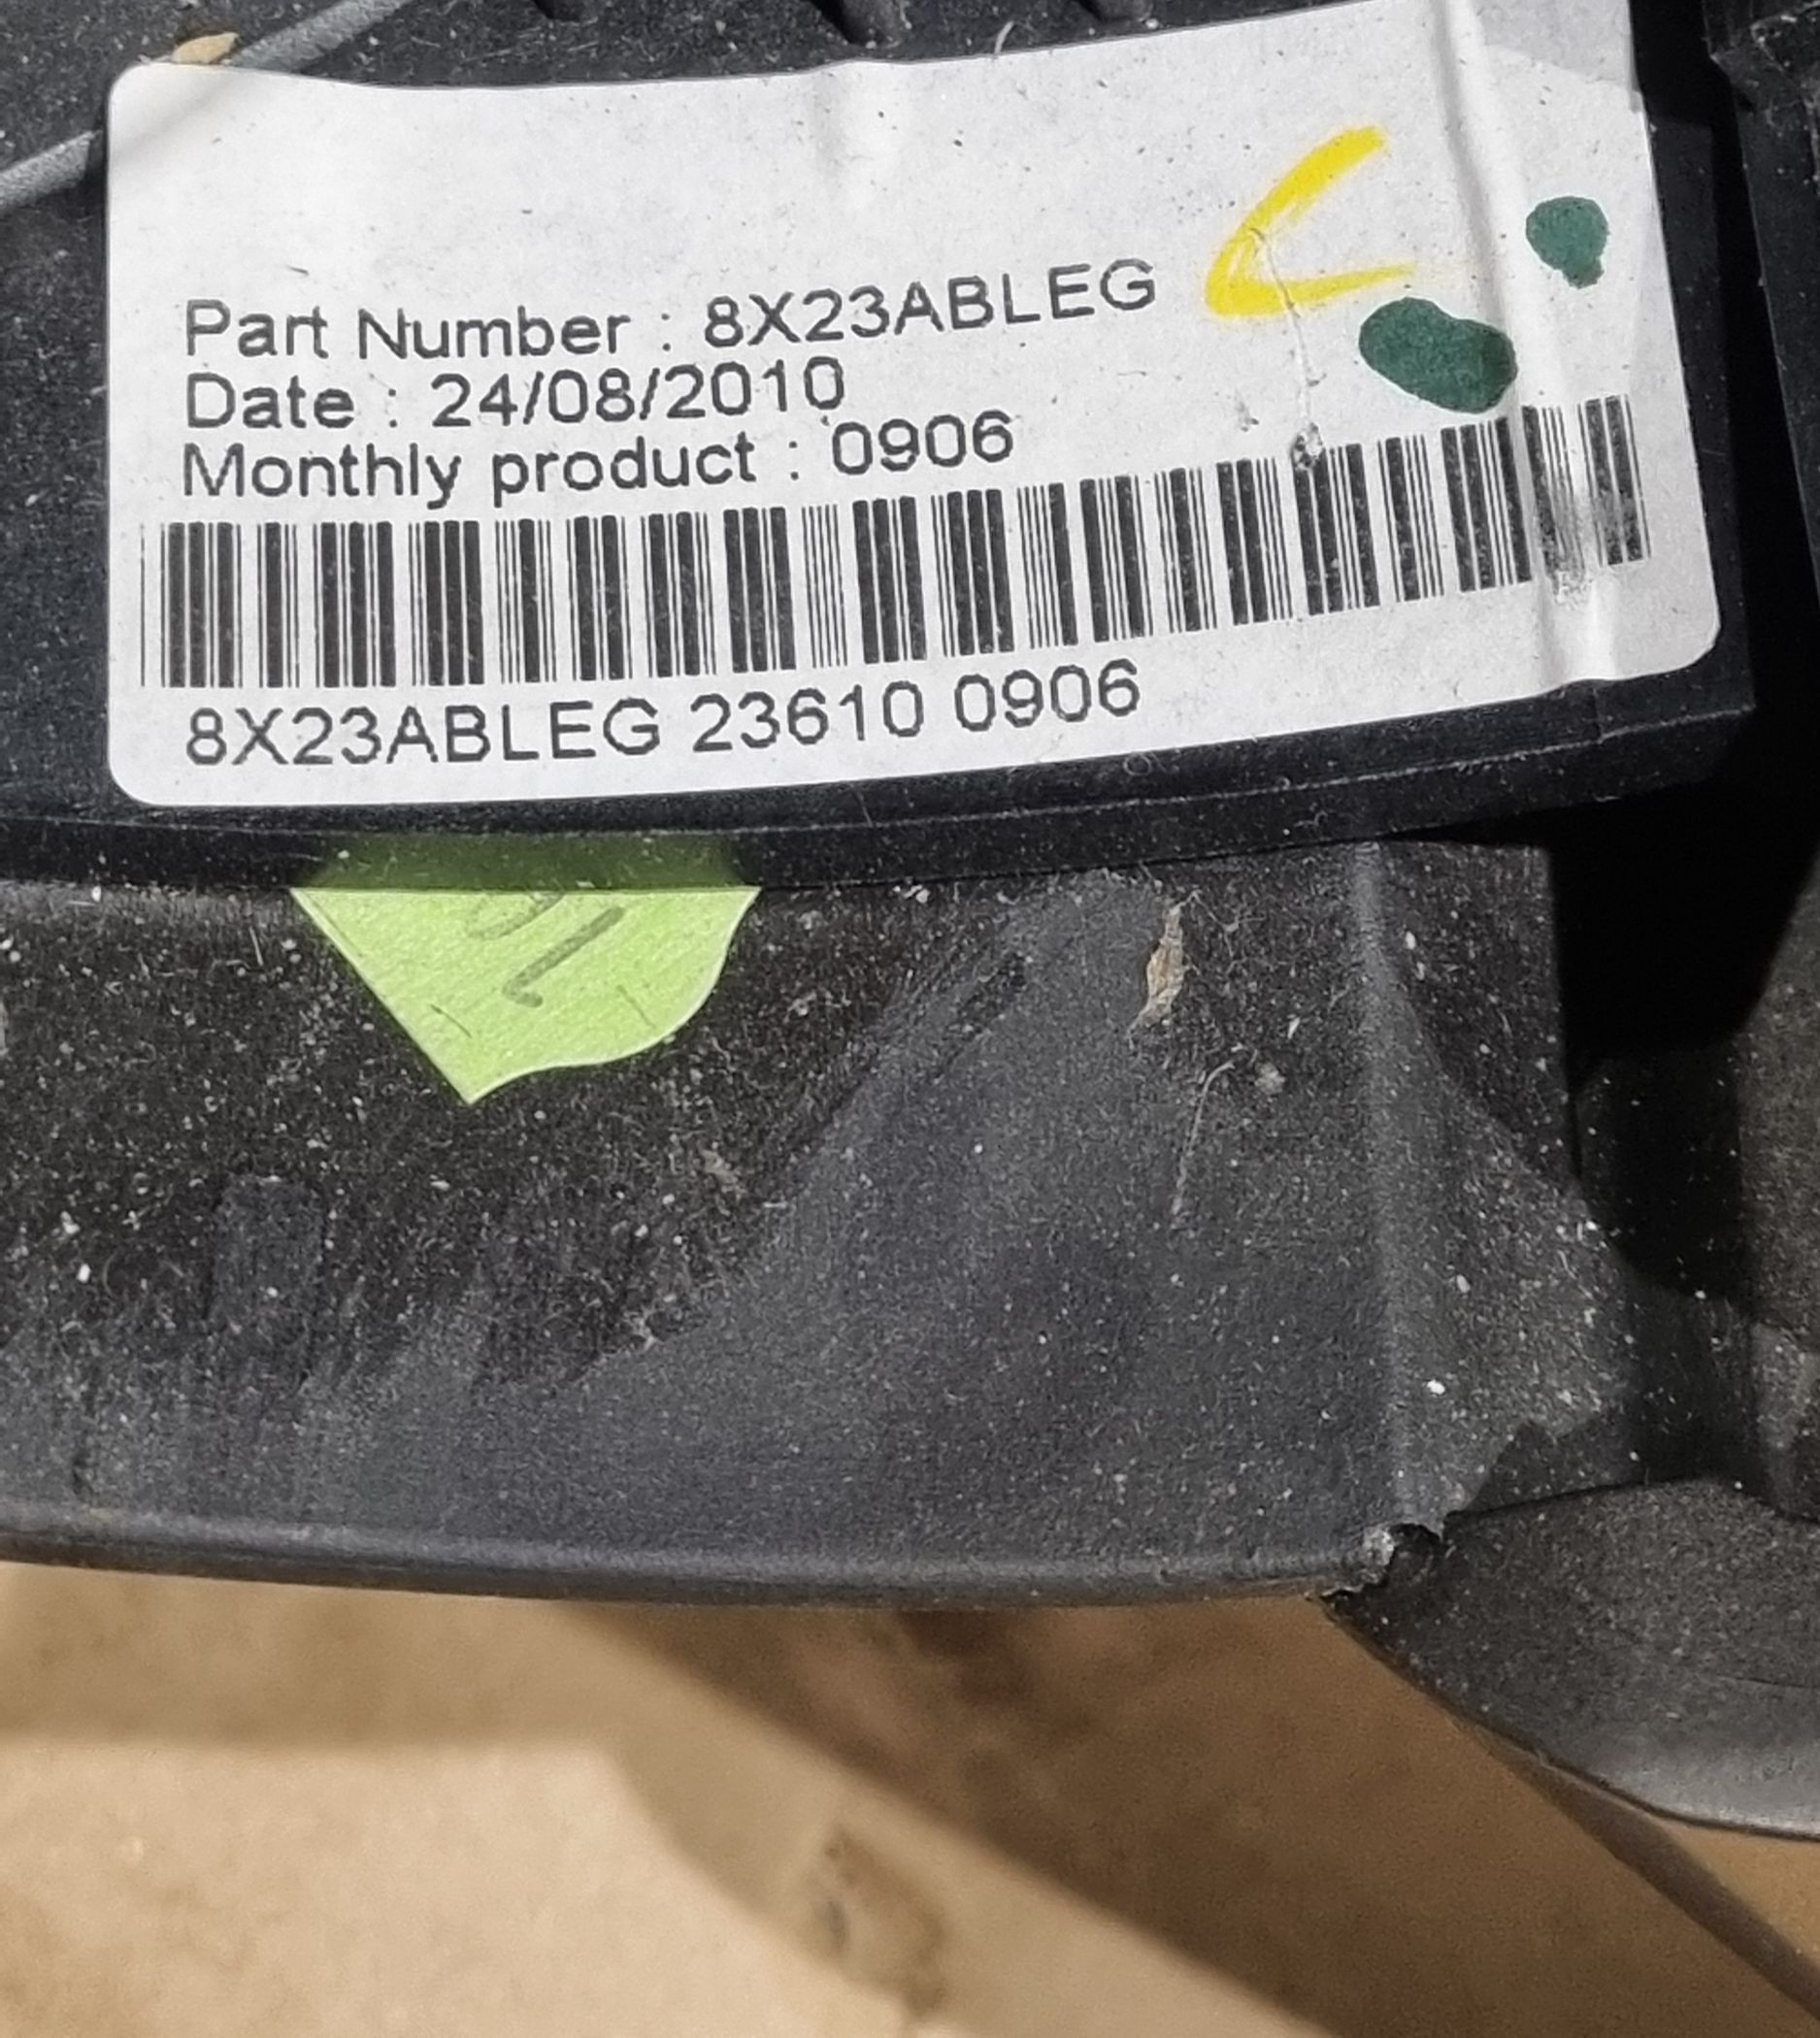 Part Number : 8X23ABLEG
Date : 24/08/2010
Monthly product : 0906
8X23ABLEG 23610 0906